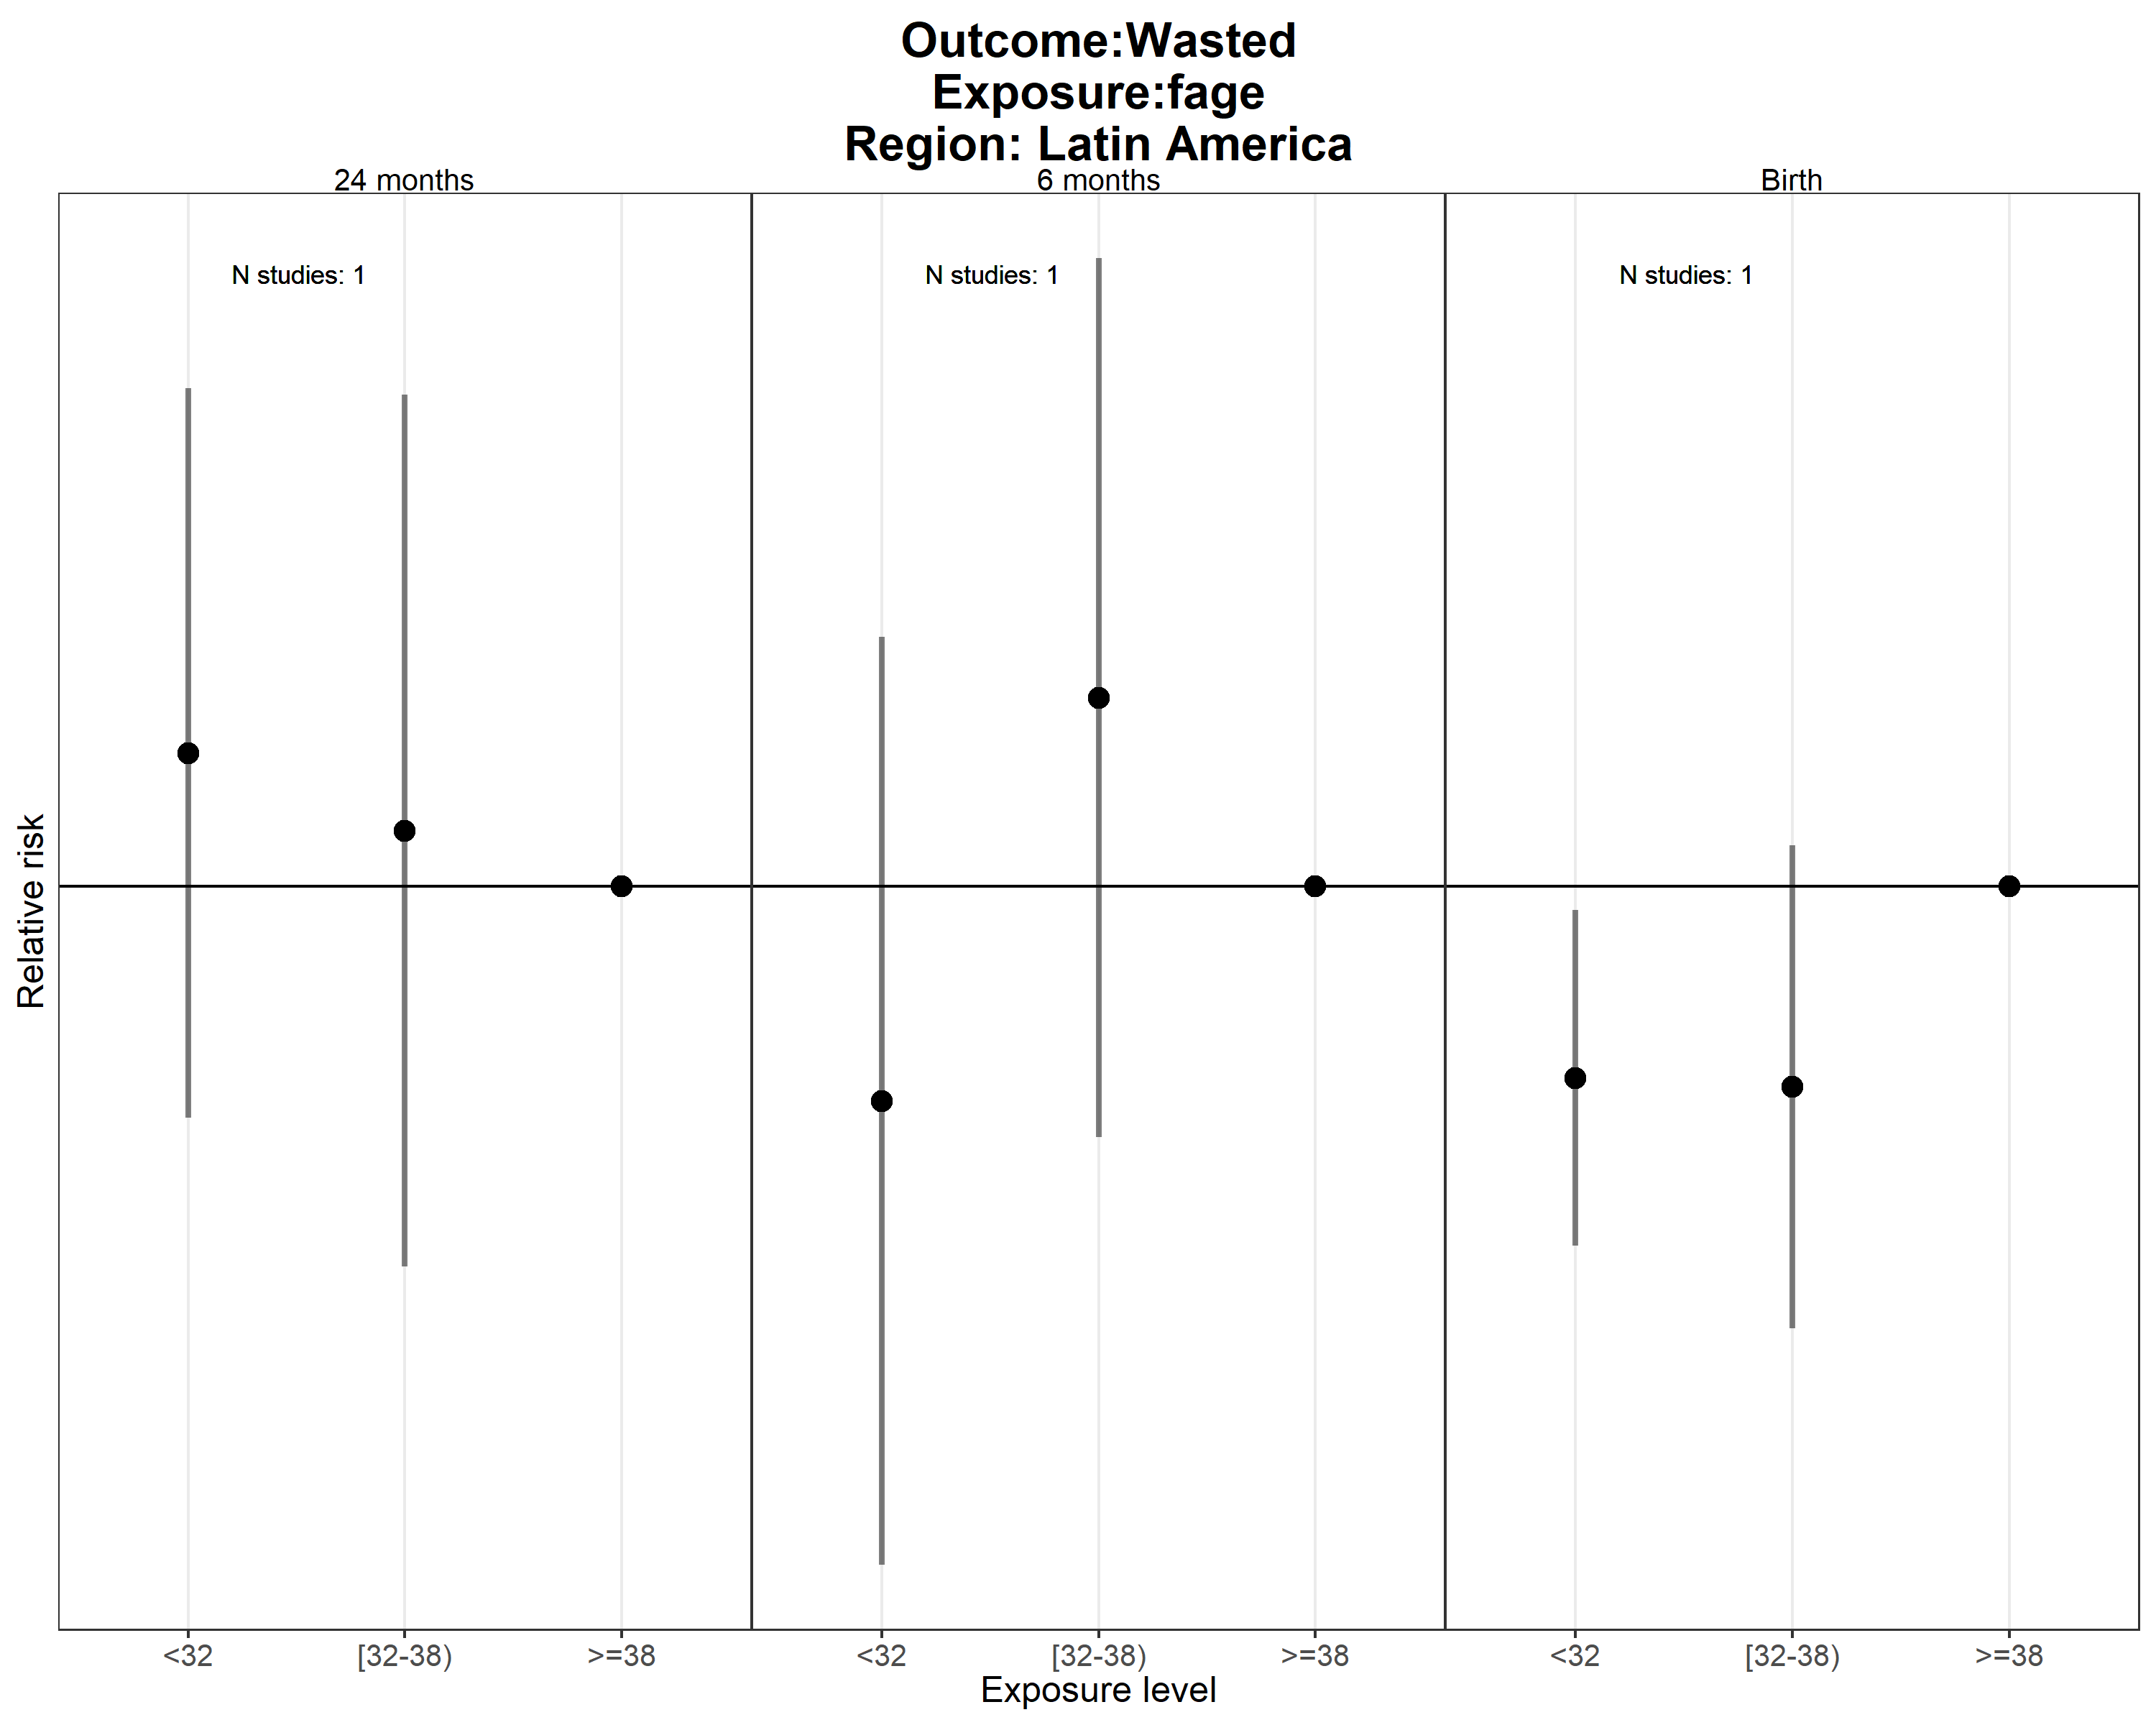 Outcome:Wasted
Exposure:fage
Region: Latin America
24 months
6 months
Birth
N studies: 1
N studies: 1
N studies: 1
Relative risk
<32
[32-38)
>=38
<32
[32-38)
>=38
<32
[32-38)
>=38
Exposure level